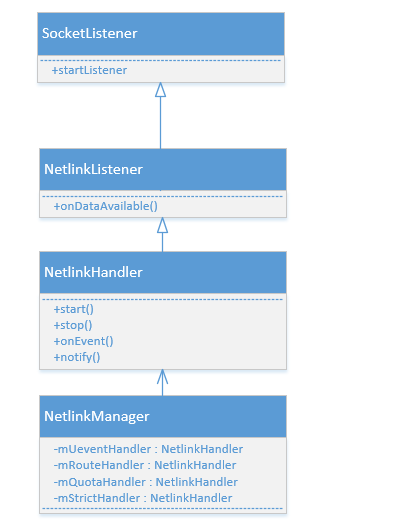 SocketListener
+startListener
NetlinkListener
+onDataAvailable()
NetlinkHandler
+start()
+stop()
+onEvent()
+notify()
NetlinkManager
-mUeventHandler : NetlinkHandler
-mRouteHandler : NetlinkHandler
-mQuotaHandler : NetlinkHandler
-mStrictHandler : NetlinkHandler